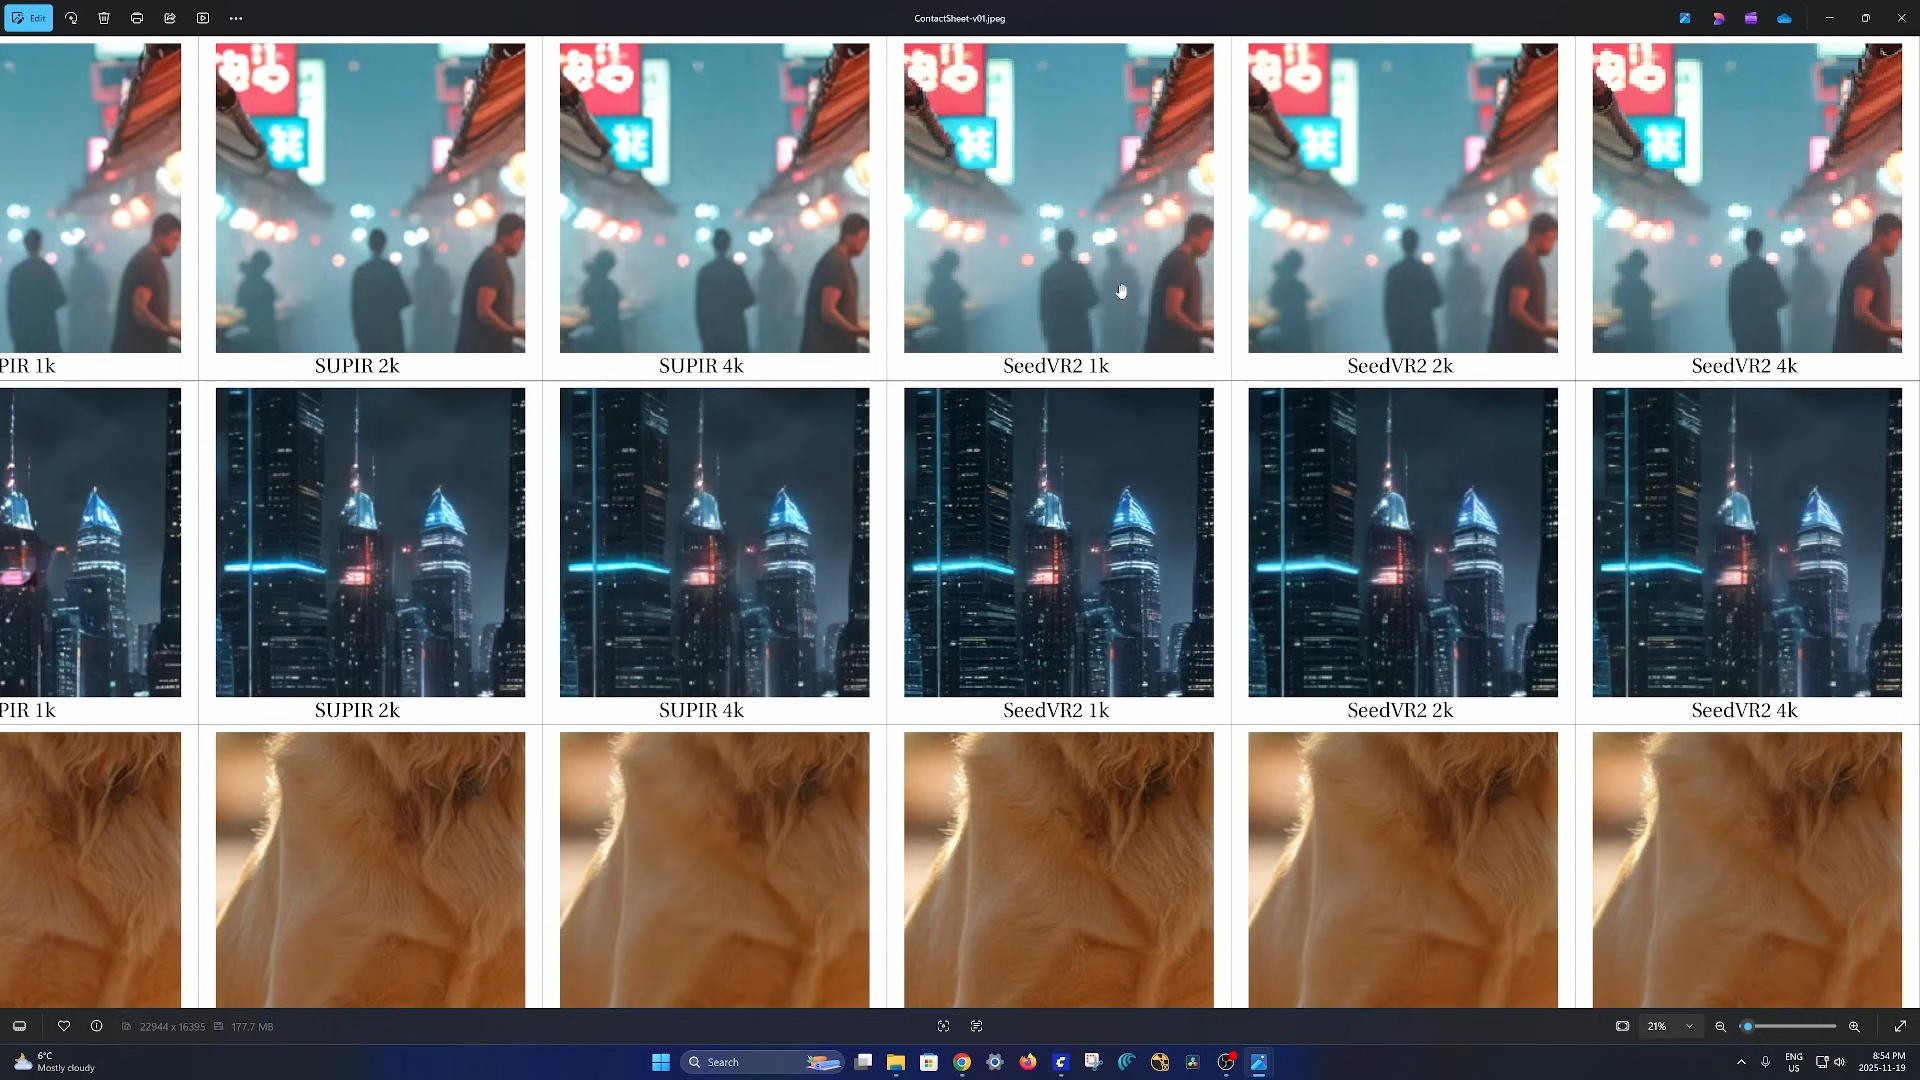 Edit
ContactSheet-v01.jpeg
PIR 1k
SUPIR 2k
SUPIR 4k
SeedVR2 1k
SeedVR2 2k
SeedVR2 4k
PIR 1k
SUPIR 2k
SUPIR 4k
SeedVR2 1k
SeedVR2 2k
SeedVR2 4k
22944 x 16395
177.7 MB
21%
6°C
Mostly cloudy
Search
ENG
US
8:54 PM
2025-11-19